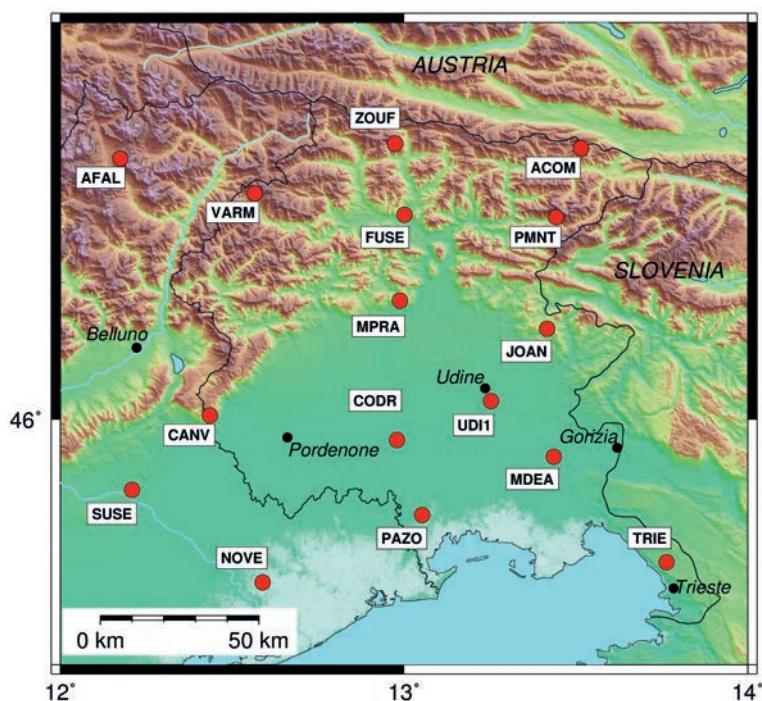 AUSTRIA
ZOUF
ACOM
AFAL
VARM
FUSE
PMNT
SLOVENIA
MPRA
Belluno
JOAN
Udine
CODR
46°
CANV
UDI1
Gorizia
Pordenone
MDEA
SUSE
PAZO
NOVE
TRIE
Trieste
0 km 50 km
12° 13° 14°